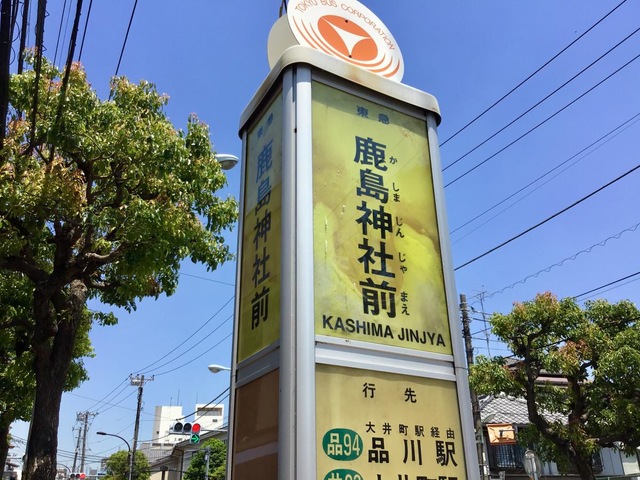 TOKYU BUS CORPORATION
東急
鹿島神社前
かしまじんじゃまえ
KASHIMA JINJYA
行先
大井町駅経由
品94 品川駅
鹿島神社前